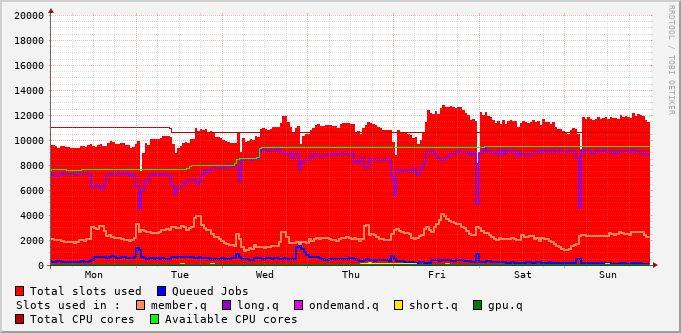 20000
18000
16000
14000
12000
10000
8000
6000
4000
2000
0
Mon Tue Wed Thu Fri Sat Sun
RRDTOOL / TOBI OETIKER
Total slots used Queued Jobs
Slots used in : member.q long.q ondemand.q short.q gpu.q
Total CPU cores Available CPU cores